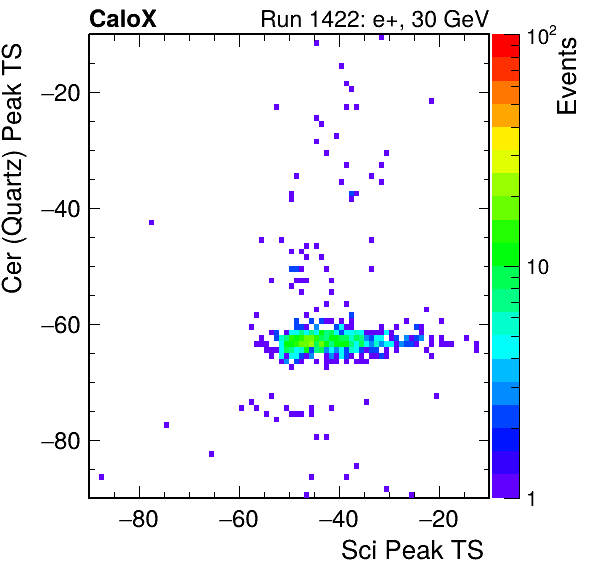 CaloX Run 1422: e+, 30 GeV
Cer (Quartz) Peak TS
−20
−40
−60
−80
−80 −60 −40 −20
Sci Peak TS
10²
10
1
Events